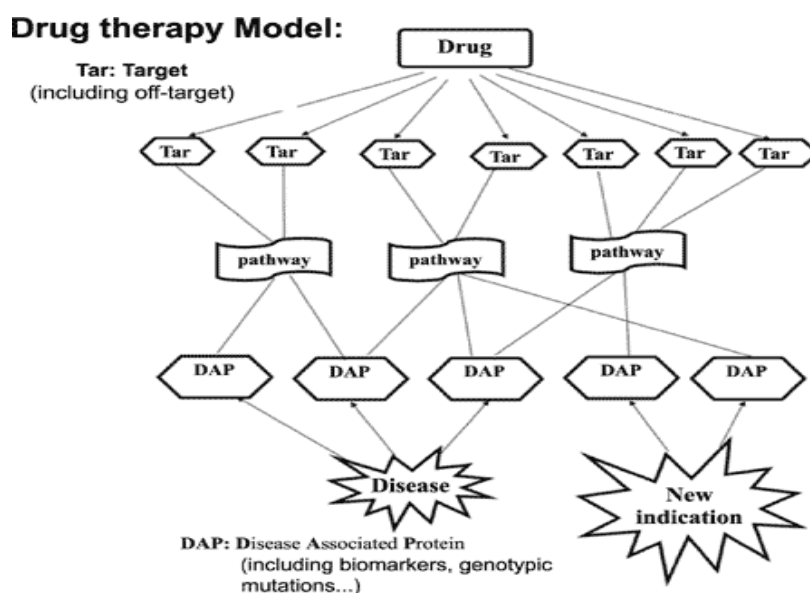 Drug therapy Model:
Drug
Tar: Target
(including off-target)
Tar Tar Tar Tar Tar Tar Tar
pathway pathway pathway
DAP DAP DAP DAP DAP
Disease
New
indication
DAP: Disease Associated Protein
(including biomarkers, genotypic
mutations...)